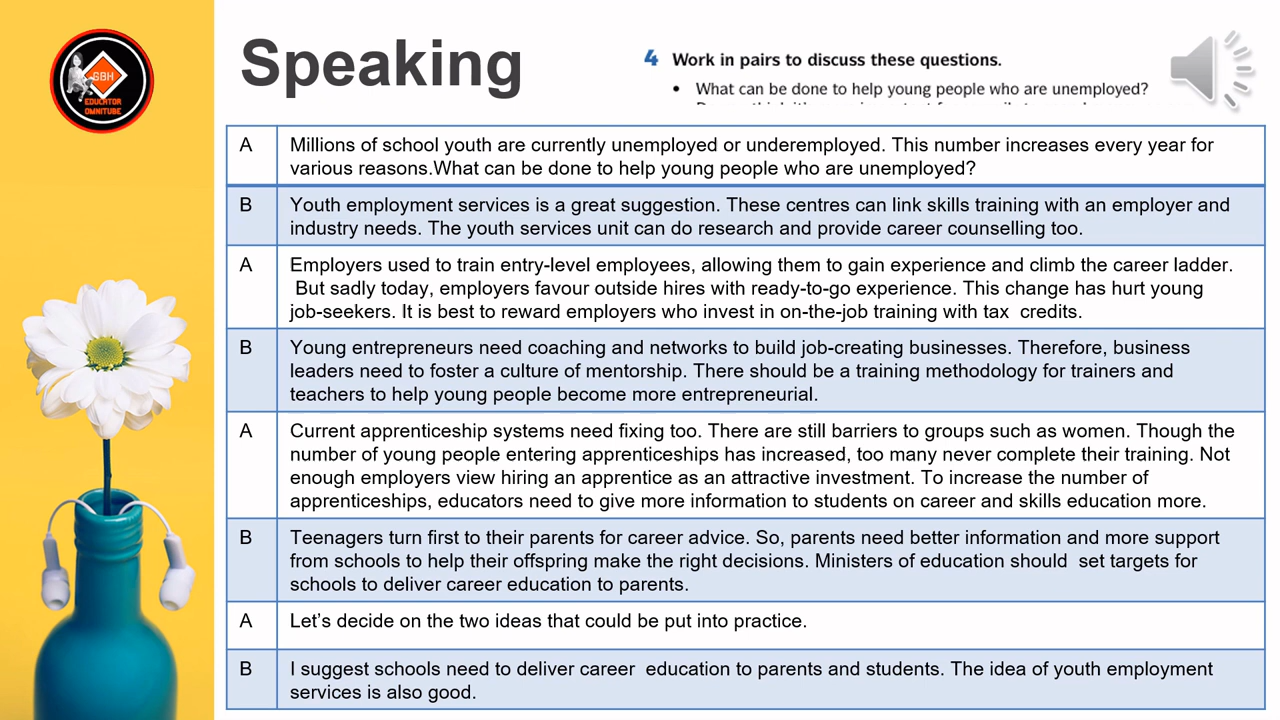 SBH
EDUCATOR
OMNITUBE
Speaking
4 Work in pairs to discuss these questions.
• What can be done to help young people who are unemployed?
A
Millions of school youth are currently unemployed or underemployed. This number increases every year for
various reasons.What can be done to help young people who are unemployed?
B
Youth employment services is a great suggestion. These centres can link skills training with an employer and
industry needs. The youth services unit can do research and provide career counselling too.
A
Employers used to train entry-level employees, allowing them to gain experience and climb the career ladder.
But sadly today, employers favour outside hires with ready-to-go experience. This change has hurt young
job-seekers. It is best to reward employers who invest in on-the-job training with tax credits.
B
Young entrepreneurs need coaching and networks to build job-creating businesses. Therefore, business
leaders need to foster a culture of mentorship. There should be a training methodology for trainers and
teachers to help young people become more entrepreneurial.
A
Current apprenticeship systems need fixing too. There are still barriers to groups such as women. Though the
number of young people entering apprenticeships has increased, too many never complete their training. Not
enough employers view hiring an apprentice as an attractive investment. To increase the number of
apprenticeships, educators need to give more information to students on career and skills education more.
B
Teenagers turn first to their parents for career advice. So, parents need better information and more support
from schools to help their offspring make the right decisions. Ministers of education should set targets for
schools to deliver career education to parents.
A
Let’s decide on the two ideas that could be put into practice.
B
I suggest schools need to deliver career education to parents and students. The idea of youth employment
services is also good.